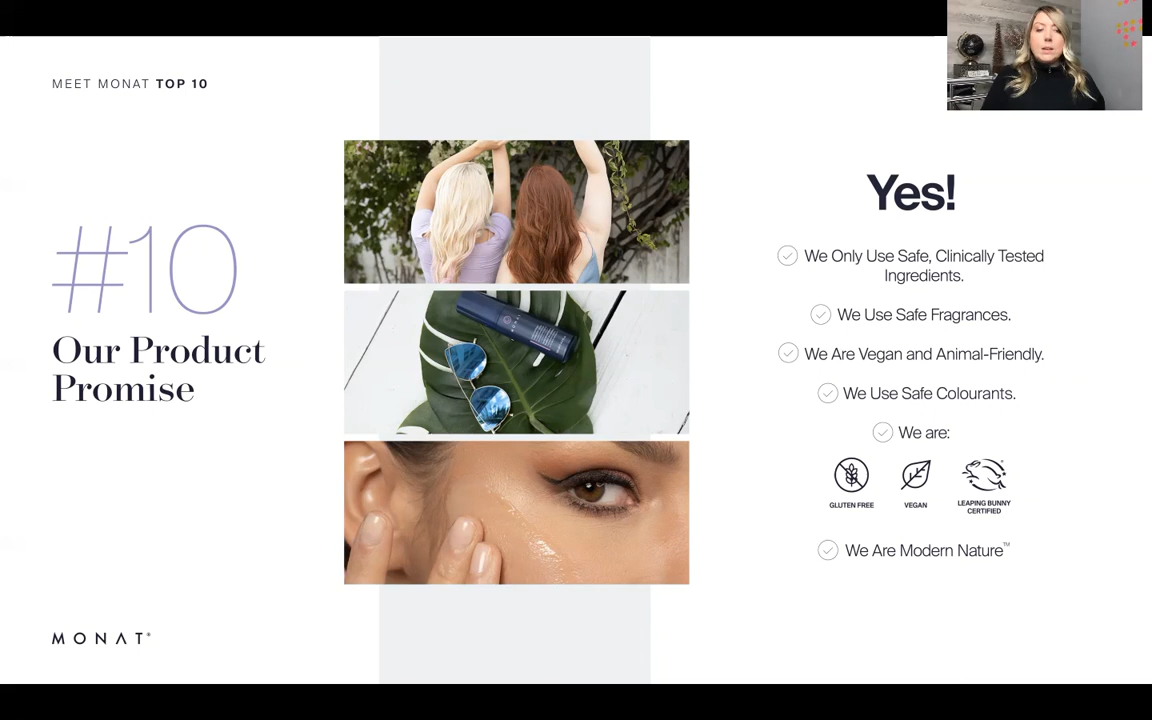 MEET MONAT TOP 10
#10
Our Product
Promise
MONAT®
Yes!
We Only Use Safe, Clinically Tested
Ingredients.
We Use Safe Fragrances.
We Are Vegan and Animal-Friendly.
We Use Safe Colourants.
We are:
GLUTEN FREE
VEGAN
LEAPING BUNNY
CERTIFIED
We Are Modern Nature™